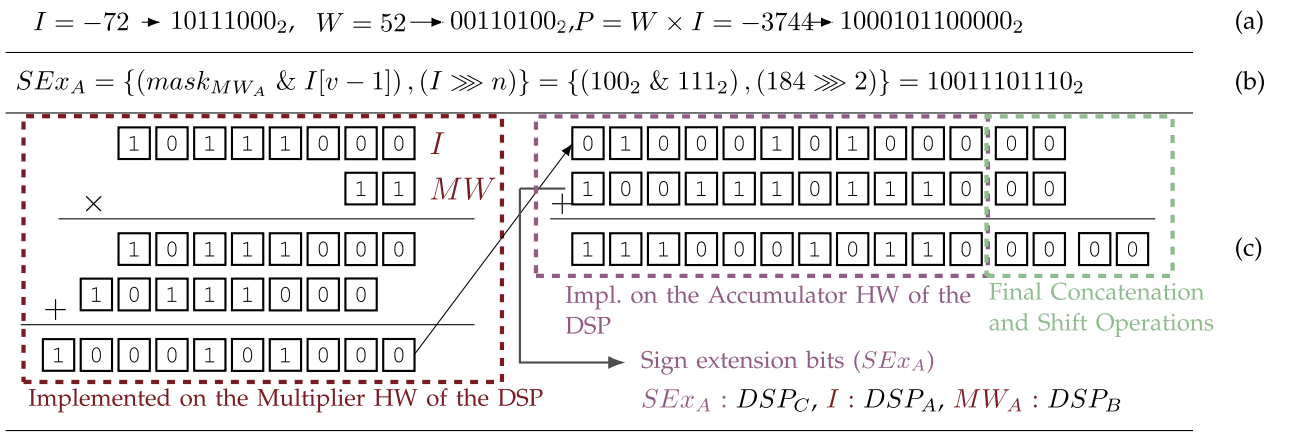 I = −72 → 10111000₂, W = 52 → 00110100₂, P = W × I = −3744 → 1000101100000₂ (a)
SEx_A = {(mask_{MW_A} & I[v − 1]) , (I ⋙ n)} = {(100₂ & 111₂) , (184 ⋙ 2)} = 10011101110₂ (b)
1 0 1 1 1 0 0 0 I
1 1 MW
×
1 0 1 1 1 0 0 0
1 0 1 1 1 0 0 0
+
1 0 0 0 1 0 1 0 0 0
Implemented on the Multiplier HW of the DSP
0 1 0 0 0 1 0 1 0 0 0 0 0
1 0 0 1 1 1 0 1 1 1 0 0 0
+
1 1 1 0 0 0 1 0 1 1 0 0 0 0 0
(c)
Impl. on the Accumulator HW of the
DSP
Final Concatenation
and Shift Operations
Sign extension bits (SEx_A)
SEx_A : DSP_C, I : DSP_A, MW_A : DSP_B